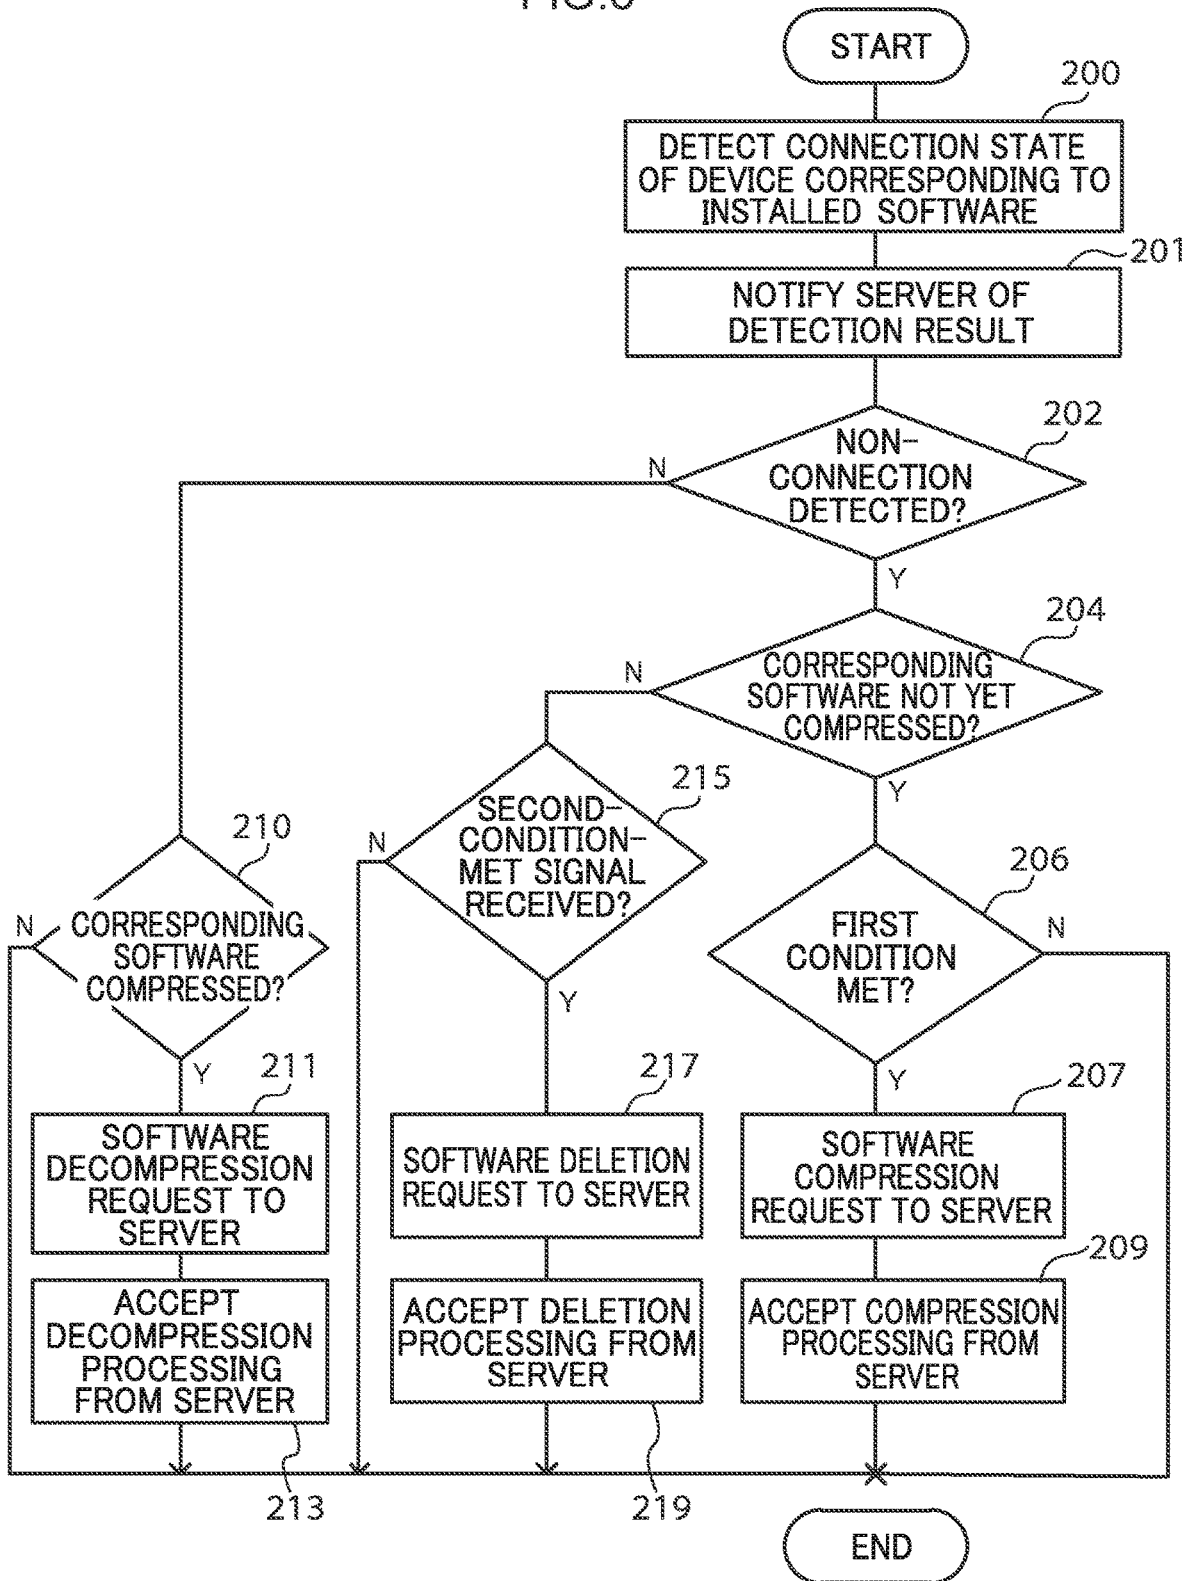 START
200
DETECT CONNECTION STATE
OF DEVICE CORRESPONDING TO
INSTALLED SOFTWARE
201
NOTIFY SERVER OF
DETECTION RESULT
202
NON-
CONNECTION
DETECTED?
N
Y
204
CORRESPONDING
SOFTWARE NOT YET
COMPRESSED?
N
Y
215
SECOND-
CONDITION-
MET SIGNAL
RECEIVED?
N
Y
210
CORRESPONDING
SOFTWARE
COMPRESSED?
N
Y
206
FIRST
CONDITION
MET?
N
Y
211
SOFTWARE
DECOMPRESSION
REQUEST TO
SERVER
217
SOFTWARE DELETION
REQUEST TO SERVER
207
SOFTWARE
COMPRESSION
REQUEST TO SERVER
ACCEPT
DECOMPRESSION
PROCESSING
FROM SERVER
213
ACCEPT DELETION
PROCESSING FROM
SERVER
219
209
ACCEPT COMPRESSION
PROCESSING FROM
SERVER
END